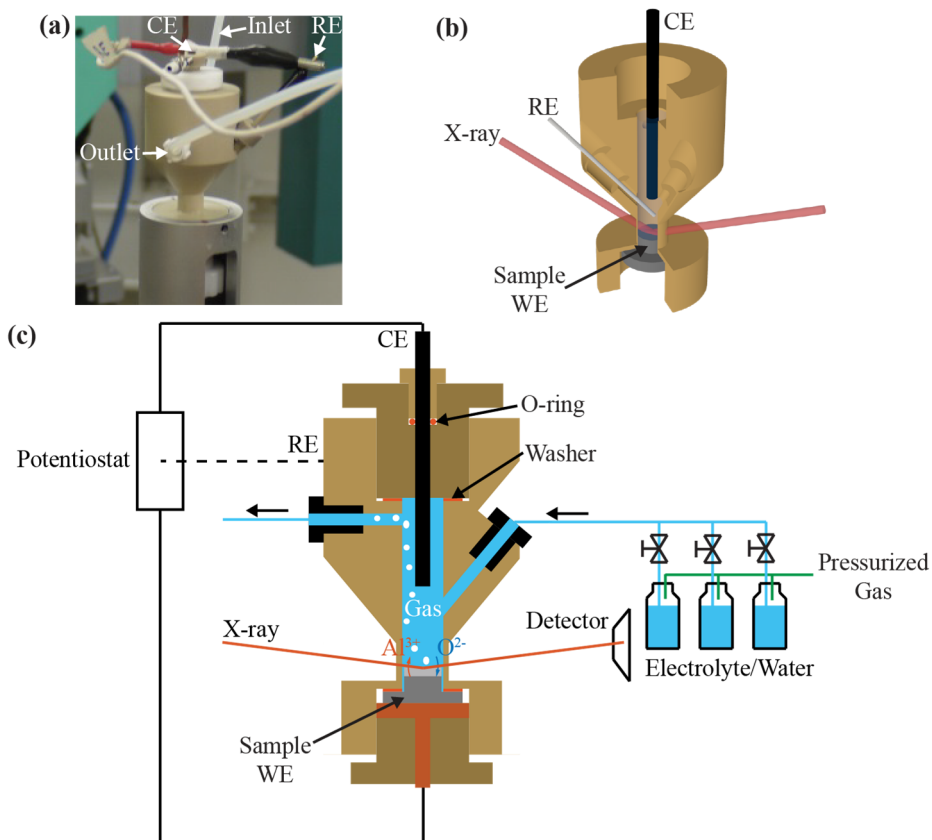 (a)
CE
Inlet
RE
Outlet
(b)
CE
RE
X-ray
Sample
WE
(c)
CE
O-ring
RE
Washer
Potentiostat
Gas
Pressurized
Gas
X-ray
Al³⁺
O²⁻
Detector
Electrolyte/Water
Sample
WE